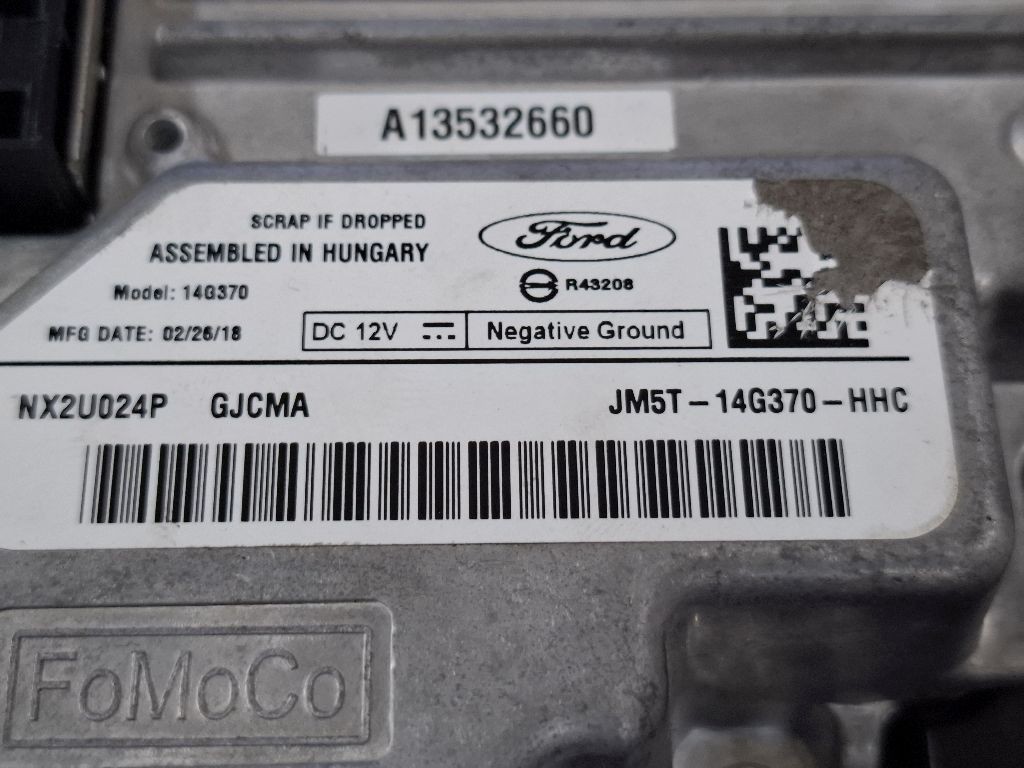 A13532660
SCRAP IF DROPPED
ASSEMBLED IN HUNGARY
Ford
Model: 14G370
R43208
MFG DATE: 02/26/18
DC 12V
Negative Ground
NX2U024P GJCMA JM5T-14G370-HHC
FoMoCo